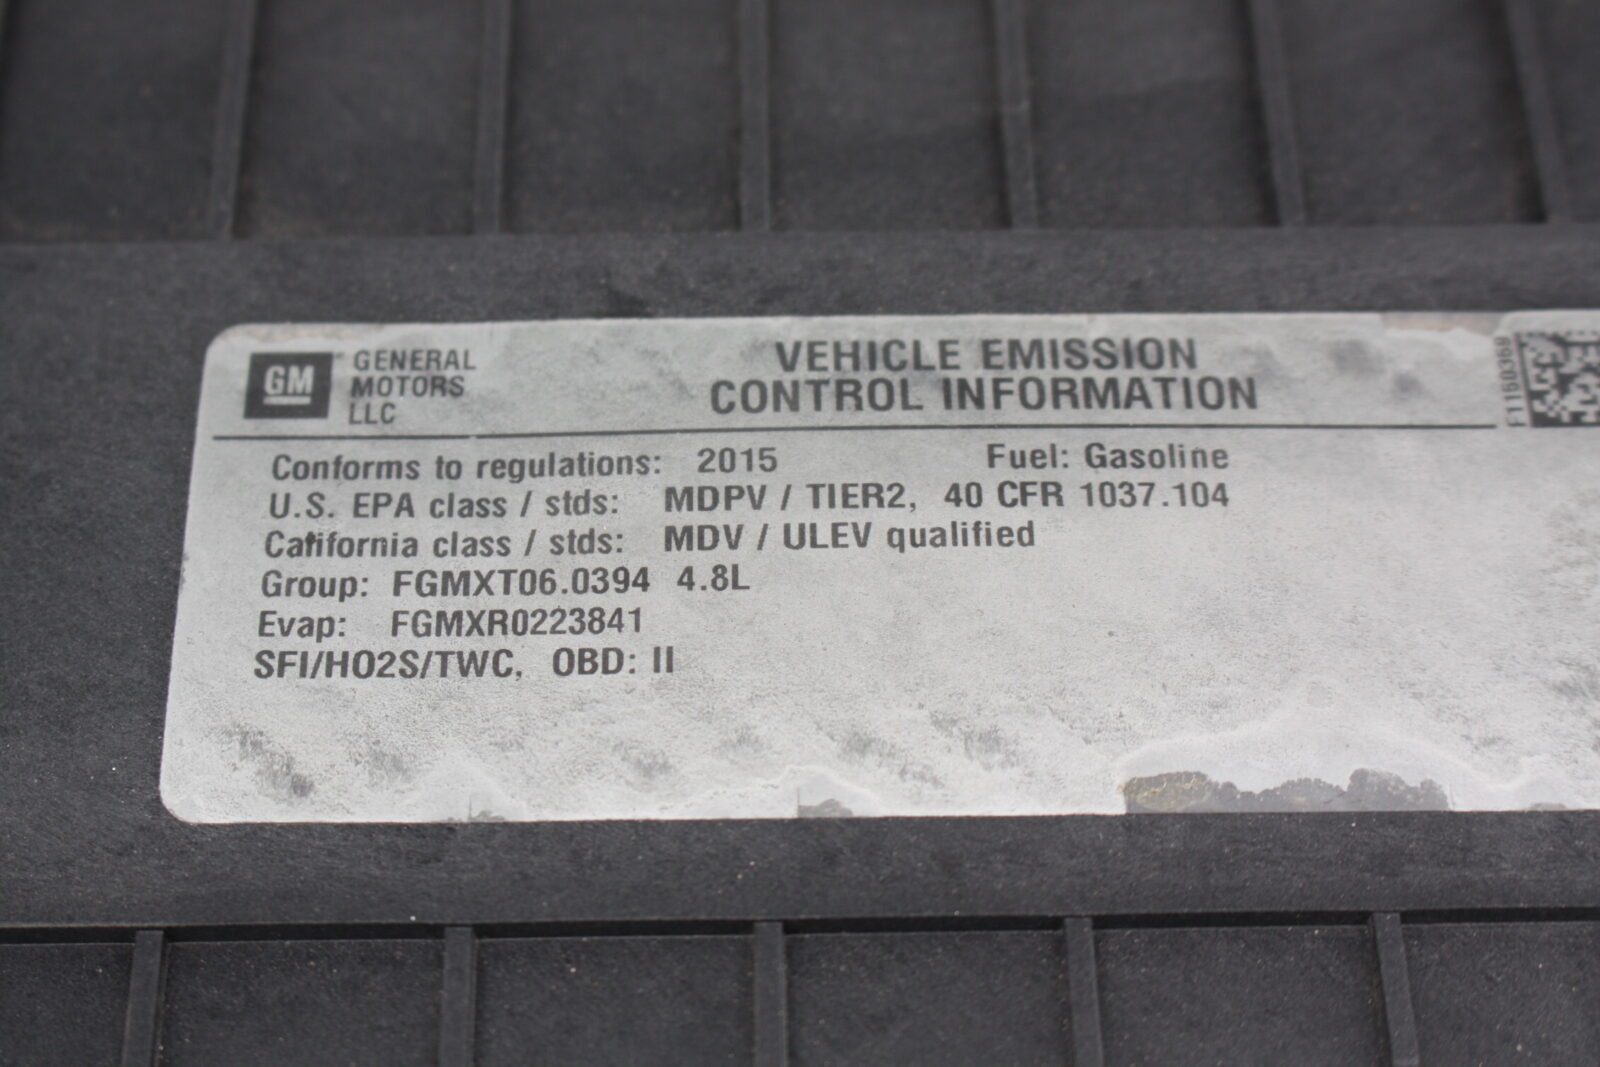 GM GENERAL MOTORS LLC
VEHICLE EMISSION
CONTROL INFORMATION
F1160369
Conforms to regulations: 2015 Fuel: Gasoline
U.S. EPA class / stds: MDPV / TIER2, 40 CFR 1037.104
California class / stds: MDV / ULEV qualified
Group: FGMXT06.0394 4.8L
Evap: FGMXR0223841
SFI/HO2S/TWC, OBD: II